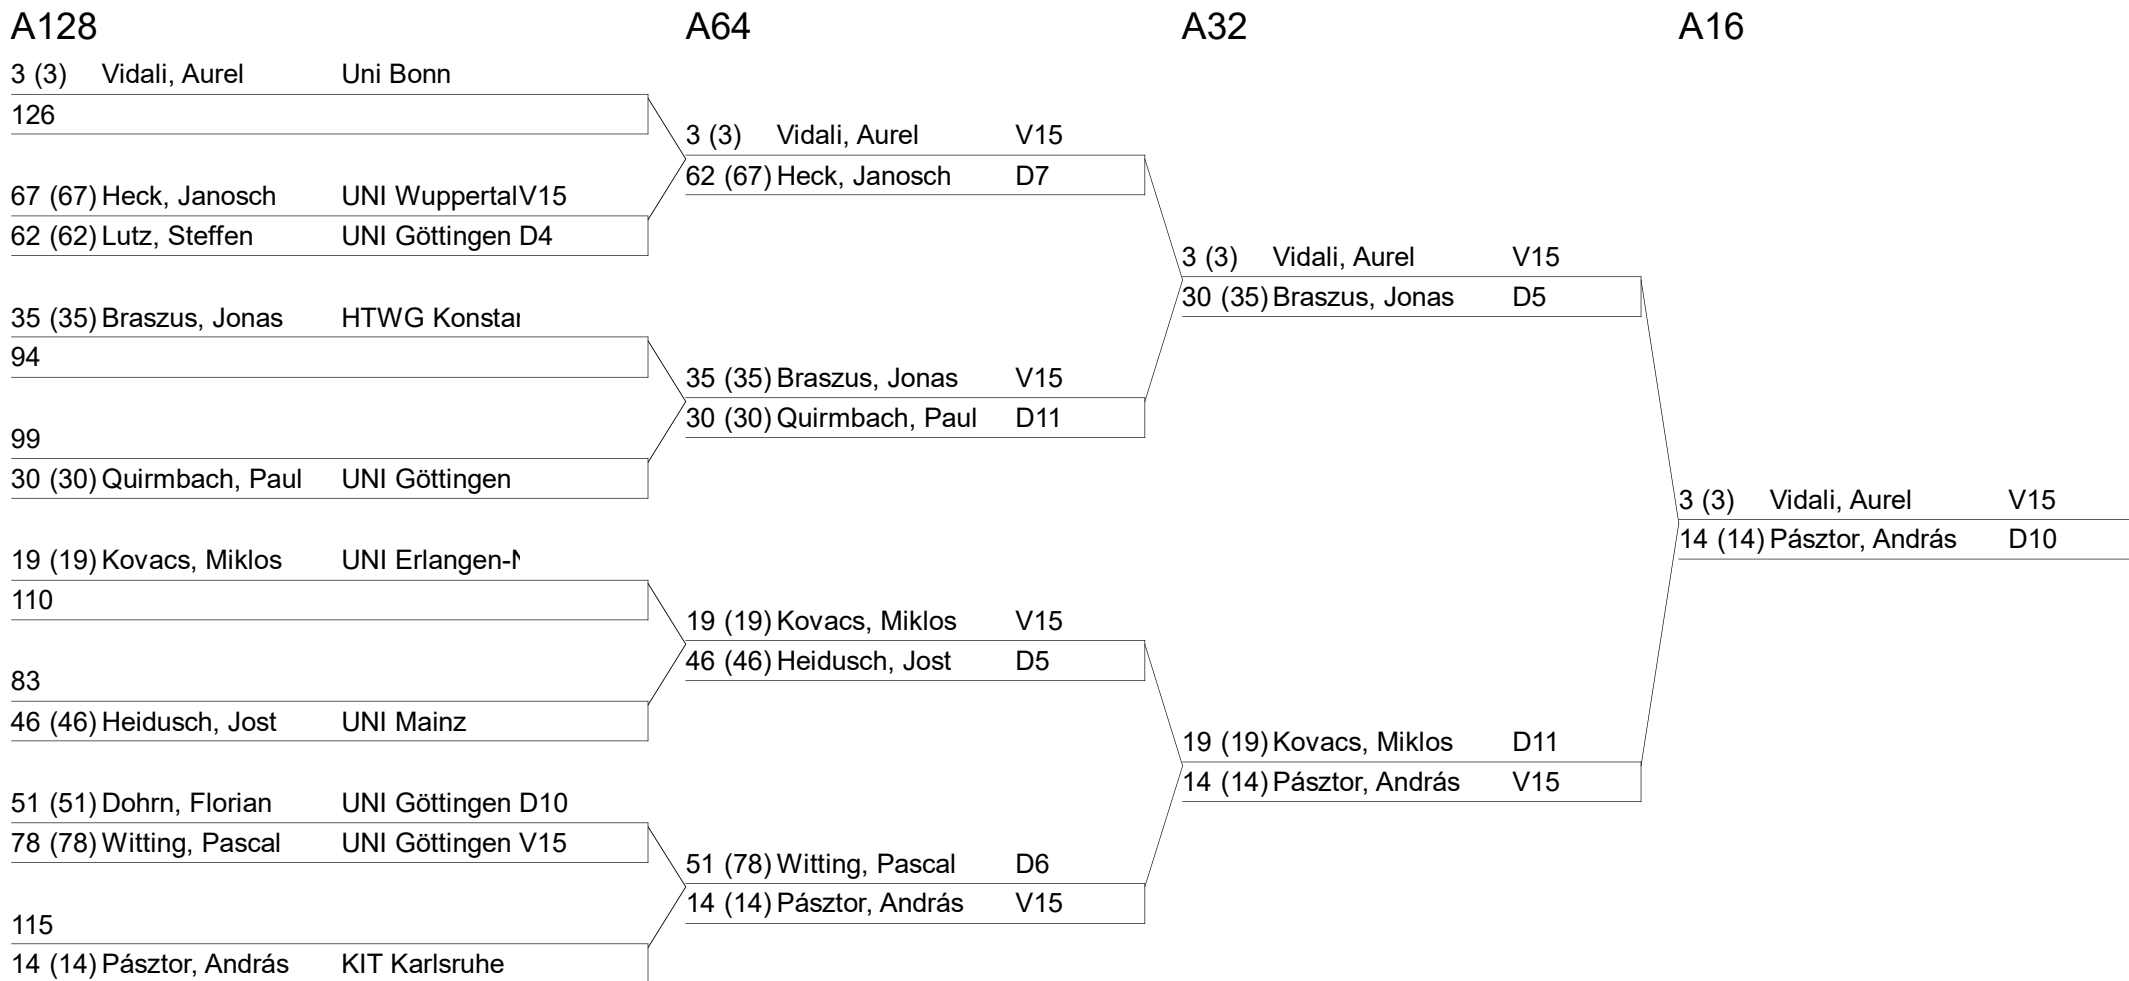 A128 A64 A32 A16
3 (3) Vidali, Aurel Uni Bonn
126
3 (3) Vidali, Aurel V15
62 (67) Heck, Janosch D7
67 (67) Heck, Janosch UNI Wuppertal V15
62 (62) Lutz, Steffen UNI Göttingen D4
3 (3) Vidali, Aurel V15
30 (35) Braszus, Jonas D5
35 (35) Braszus, Jonas HTWG
94
35 (35) Braszus, Jonas V15
30 (30) Quirmbach, Paul D11
99
30 (30) Quirmbach, Paul UNI Göttingen
3 (3) Vidali, Aurel V15
14 (14) Pásztor, András D10
19 (19) Kovacs, Miklos UNI Erlangen-
110
19 (19) Kovacs, Miklos V15
46 (46) Heidusch, Jost D5
83
46 (46) Heidusch, Jost UNI Mainz
19 (19) Kovacs, Miklos D11
14 (14) Pásztor, András V15
51 (51) Dohrn, Florian UNI Göttingen D10
78 (78) Witting, Pascal UNI Göttingen V15
51 (78) Witting, Pascal D6
14 (14) Pásztor, András V15
115
14 (14) Pásztor, András KIT Karlsruhe